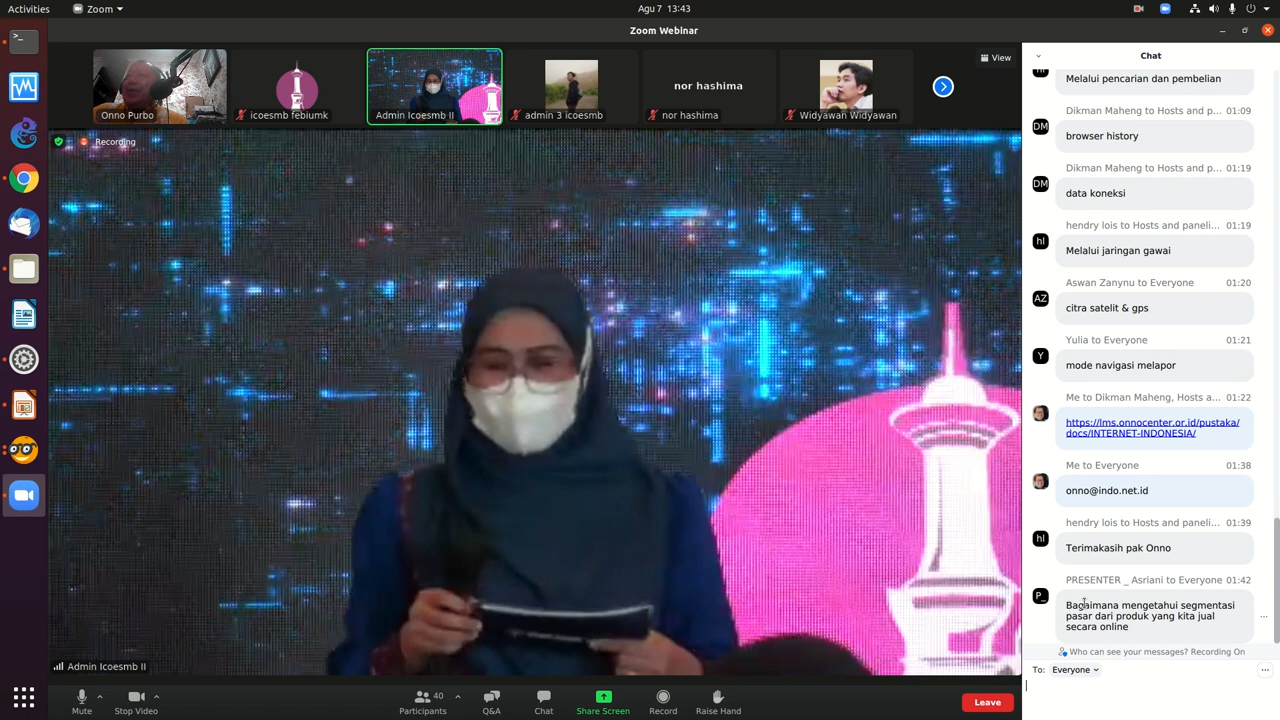 Activities
Zoom
Agu 7 13:43
Zoom Webinar
View
Onno Purbo
icoesmb febiumk
Admin Icoesmb II
admin 3 icoesmb
nor hashima
nor hashima
Widyawan Widyawan
Recording
Admin Icoesmb II
Mute
Stop Video
40
Participants
Q&A
Chat
Share Screen
Record
Raise Hand
Leave
Chat
Melalui pencarian dan pembelian
Dikman Maheng to Hosts and p... 01:09
DM
browser history
Dikman Maheng to Hosts and p... 01:19
DM
data koneksi
hendry lois to Hosts and paneli... 01:19
hl
Melalui jaringan gawai
Aswan Zanynu to Everyone 01:20
AZ
citra satelit & gps
Yulia to Everyone 01:21
Y
mode navigasi melapor
Me to Dikman Maheng, Hosts a... 01:22
https://lms.onnocenter.or.id/pustaka/
docs/INTERNET-INDONESIA/
Me to Everyone 01:38
onno@indo.net.id
hendry lois to Hosts and paneli... 01:39
hl
Terimakasih pak Onno
PRESENTER _ Asriani to Everyone 01:42
P_
Bagaimana mengetahui segmentasi
pasar dari produk yang kita jual
secara online
Who can see your messages? Recording On
To: Everyone